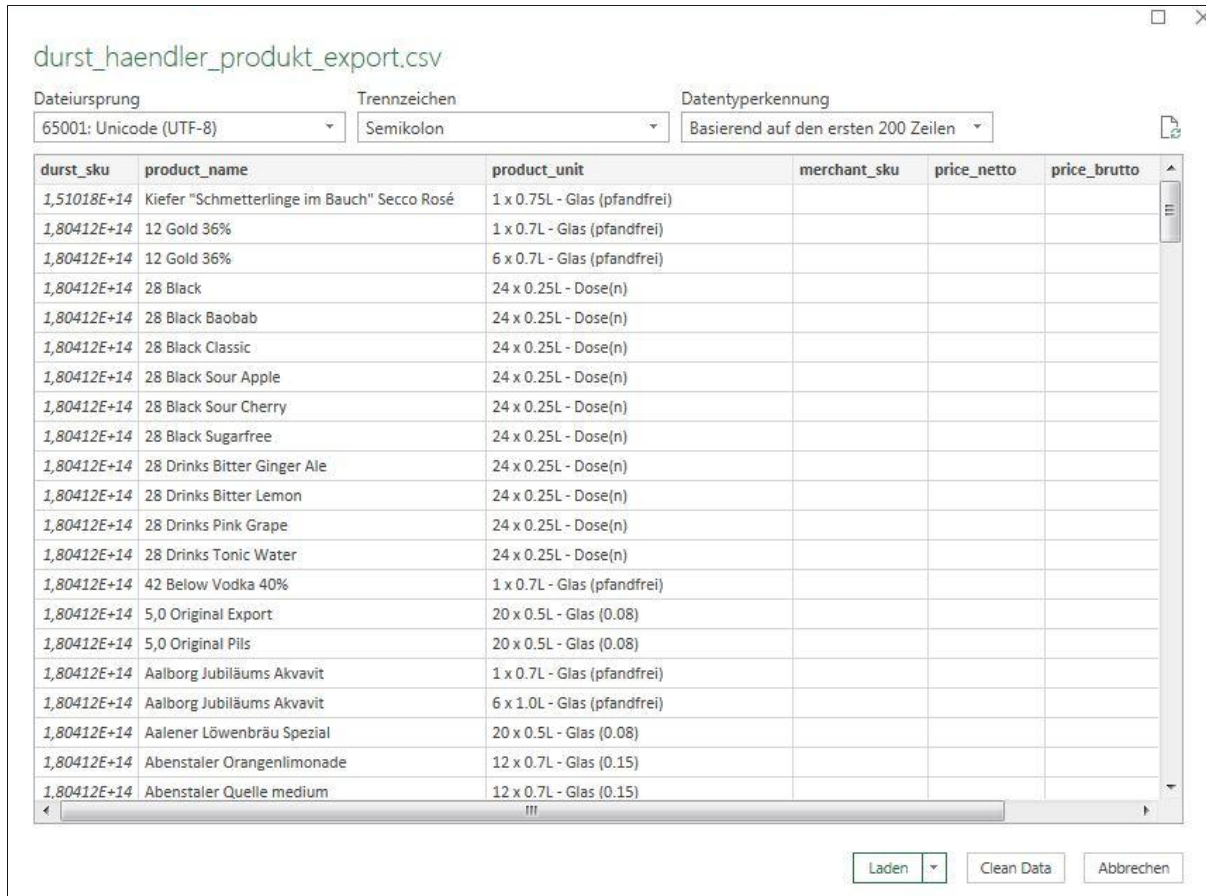 durst_haendler_produkt_export.csv
Dateiursprung Trennzeichen Datentyperkennung
65001: Unicode (UTF-8) Semikolon Basierend auf den ersten 200 Zeilen
durst_sku product_name product_unit merchant_sku price_netto price_brutto
1,51018E+14 Kiefer "Schmetterlinge im Bauch" Secco Rosé 1 x 0.75L - Glas (pfandfrei)
1,80412E+14 12 Gold 36% 1 x 0.7L - Glas (pfandfrei)
1,80412E+14 12 Gold 36% 6 x 0.7L - Glas (pfandfrei)
1,80412E+14 28 Black 24 x 0.25L - Dose(n)
1,80412E+14 28 Black Baobab 24 x 0.25L - Dose(n)
1,80412E+14 28 Black Classic 24 x 0.25L - Dose(n)
1,80412E+14 28 Black Sour Apple 24 x 0.25L - Dose(n)
1,80412E+14 28 Black Sour Cherry 24 x 0.25L - Dose(n)
1,80412E+14 28 Black Sugarfree 24 x 0.25L - Dose(n)
1,80412E+14 28 Drinks Bitter Ginger Ale 24 x 0.25L - Dose(n)
1,80412E+14 28 Drinks Bitter Lemon 24 x 0.25L - Dose(n)
1,80412E+14 28 Drinks Pink Grape 24 x 0.25L - Dose(n)
1,80412E+14 28 Drinks Tonic Water 24 x 0.25L - Dose(n)
1,80412E+14 42 Below Vodka 40% 1 x 0.7L - Glas (pfandfrei)
1,80412E+14 5,0 Original Export 20 x 0.5L - Glas (0.08)
1,80412E+14 5,0 Original Pils 20 x 0.5L - Glas (0.08)
1,80412E+14 Aalborg Jubiläums Akvavit 1 x 0.7L - Glas (pfandfrei)
1,80412E+14 Aalborg Jubiläums Akvavit 6 x 1.0L - Glas (pfandfrei)
1,80412E+14 Aalener Löwenbräu Spezial 20 x 0.5L - Glas (0.08)
1,80412E+14 Abenstaler Orangenlimonade 12 x 0.7L - Glas (0.15)
1,80412E+14 Abenstaler Quelle medium 12 x 0.7L - Glas (0.15)
Laden Clean Data Abbrechen